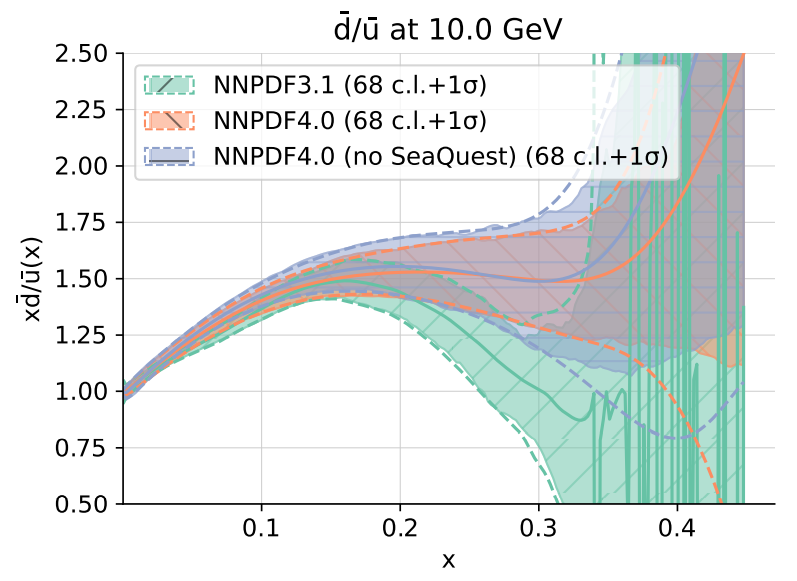 d̄/ū at 10.0 GeV
2.50
2.25
2.00
1.75
1.50
1.25
1.00
0.75
0.50
xd̄/ū(x)
NNPDF3.1 (68 c.l.+1σ)
NNPDF4.0 (68 c.l.+1σ)
NNPDF4.0 (no SeaQuest) (68 c.l.+1σ)
0.1 0.2 0.3 0.4
x